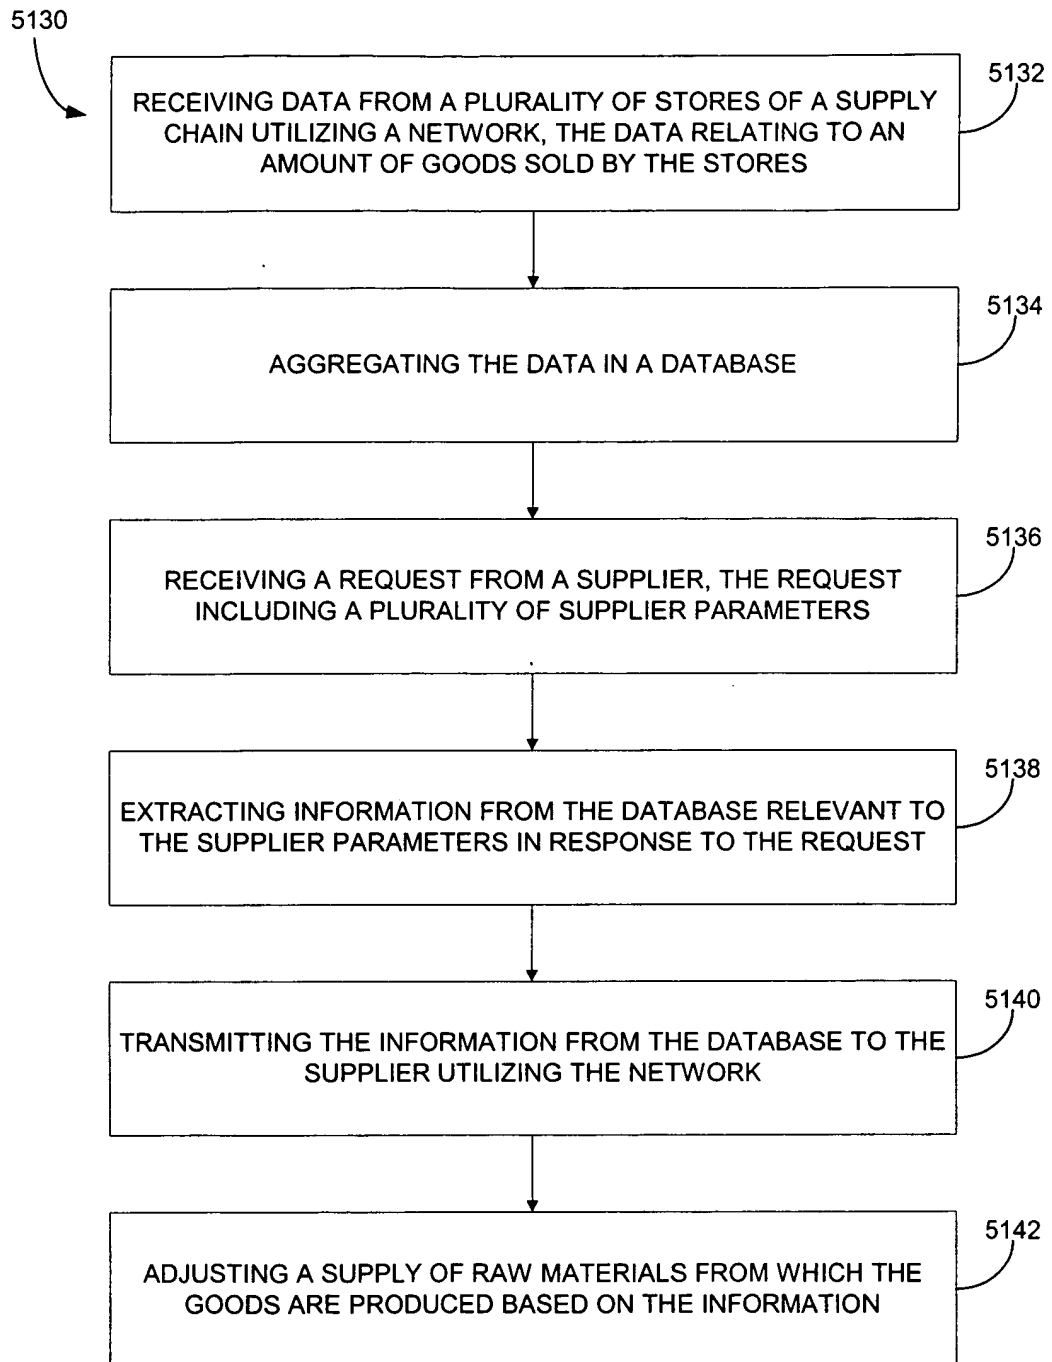 5130
5132
RECEIVING DATA FROM A PLURALITY OF STORES OF A SUPPLY
CHAIN UTILIZING A NETWORK, THE DATA RELATING TO AN
AMOUNT OF GOODS SOLD BY THE STORES
5134
AGGREGATING THE DATA IN A DATABASE
5136
RECEIVING A REQUEST FROM A SUPPLIER, THE REQUEST
INCLUDING A PLURALITY OF SUPPLIER PARAMETERS
5138
EXTRACTING INFORMATION FROM THE DATABASE RELEVANT TO
THE SUPPLIER PARAMETERS IN RESPONSE TO THE REQUEST
5140
TRANSMITTING THE INFORMATION FROM THE DATABASE TO THE
SUPPLIER UTILIZING THE NETWORK
5142
ADJUSTING A SUPPLY OF RAW MATERIALS FROM WHICH THE
GOODS ARE PRODUCED BASED ON THE INFORMATION